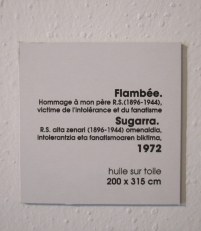 Flambée.
Hommage à mon père R.S.(1896-1944),
victime de l'intolérance et du fanatisme
Sugarra.
R.S. aita zenari (1896-1944) omenaldia,
intolerantzia eta fanatismoaren biktima,
1972
huile sur toile
200 x 315 cm